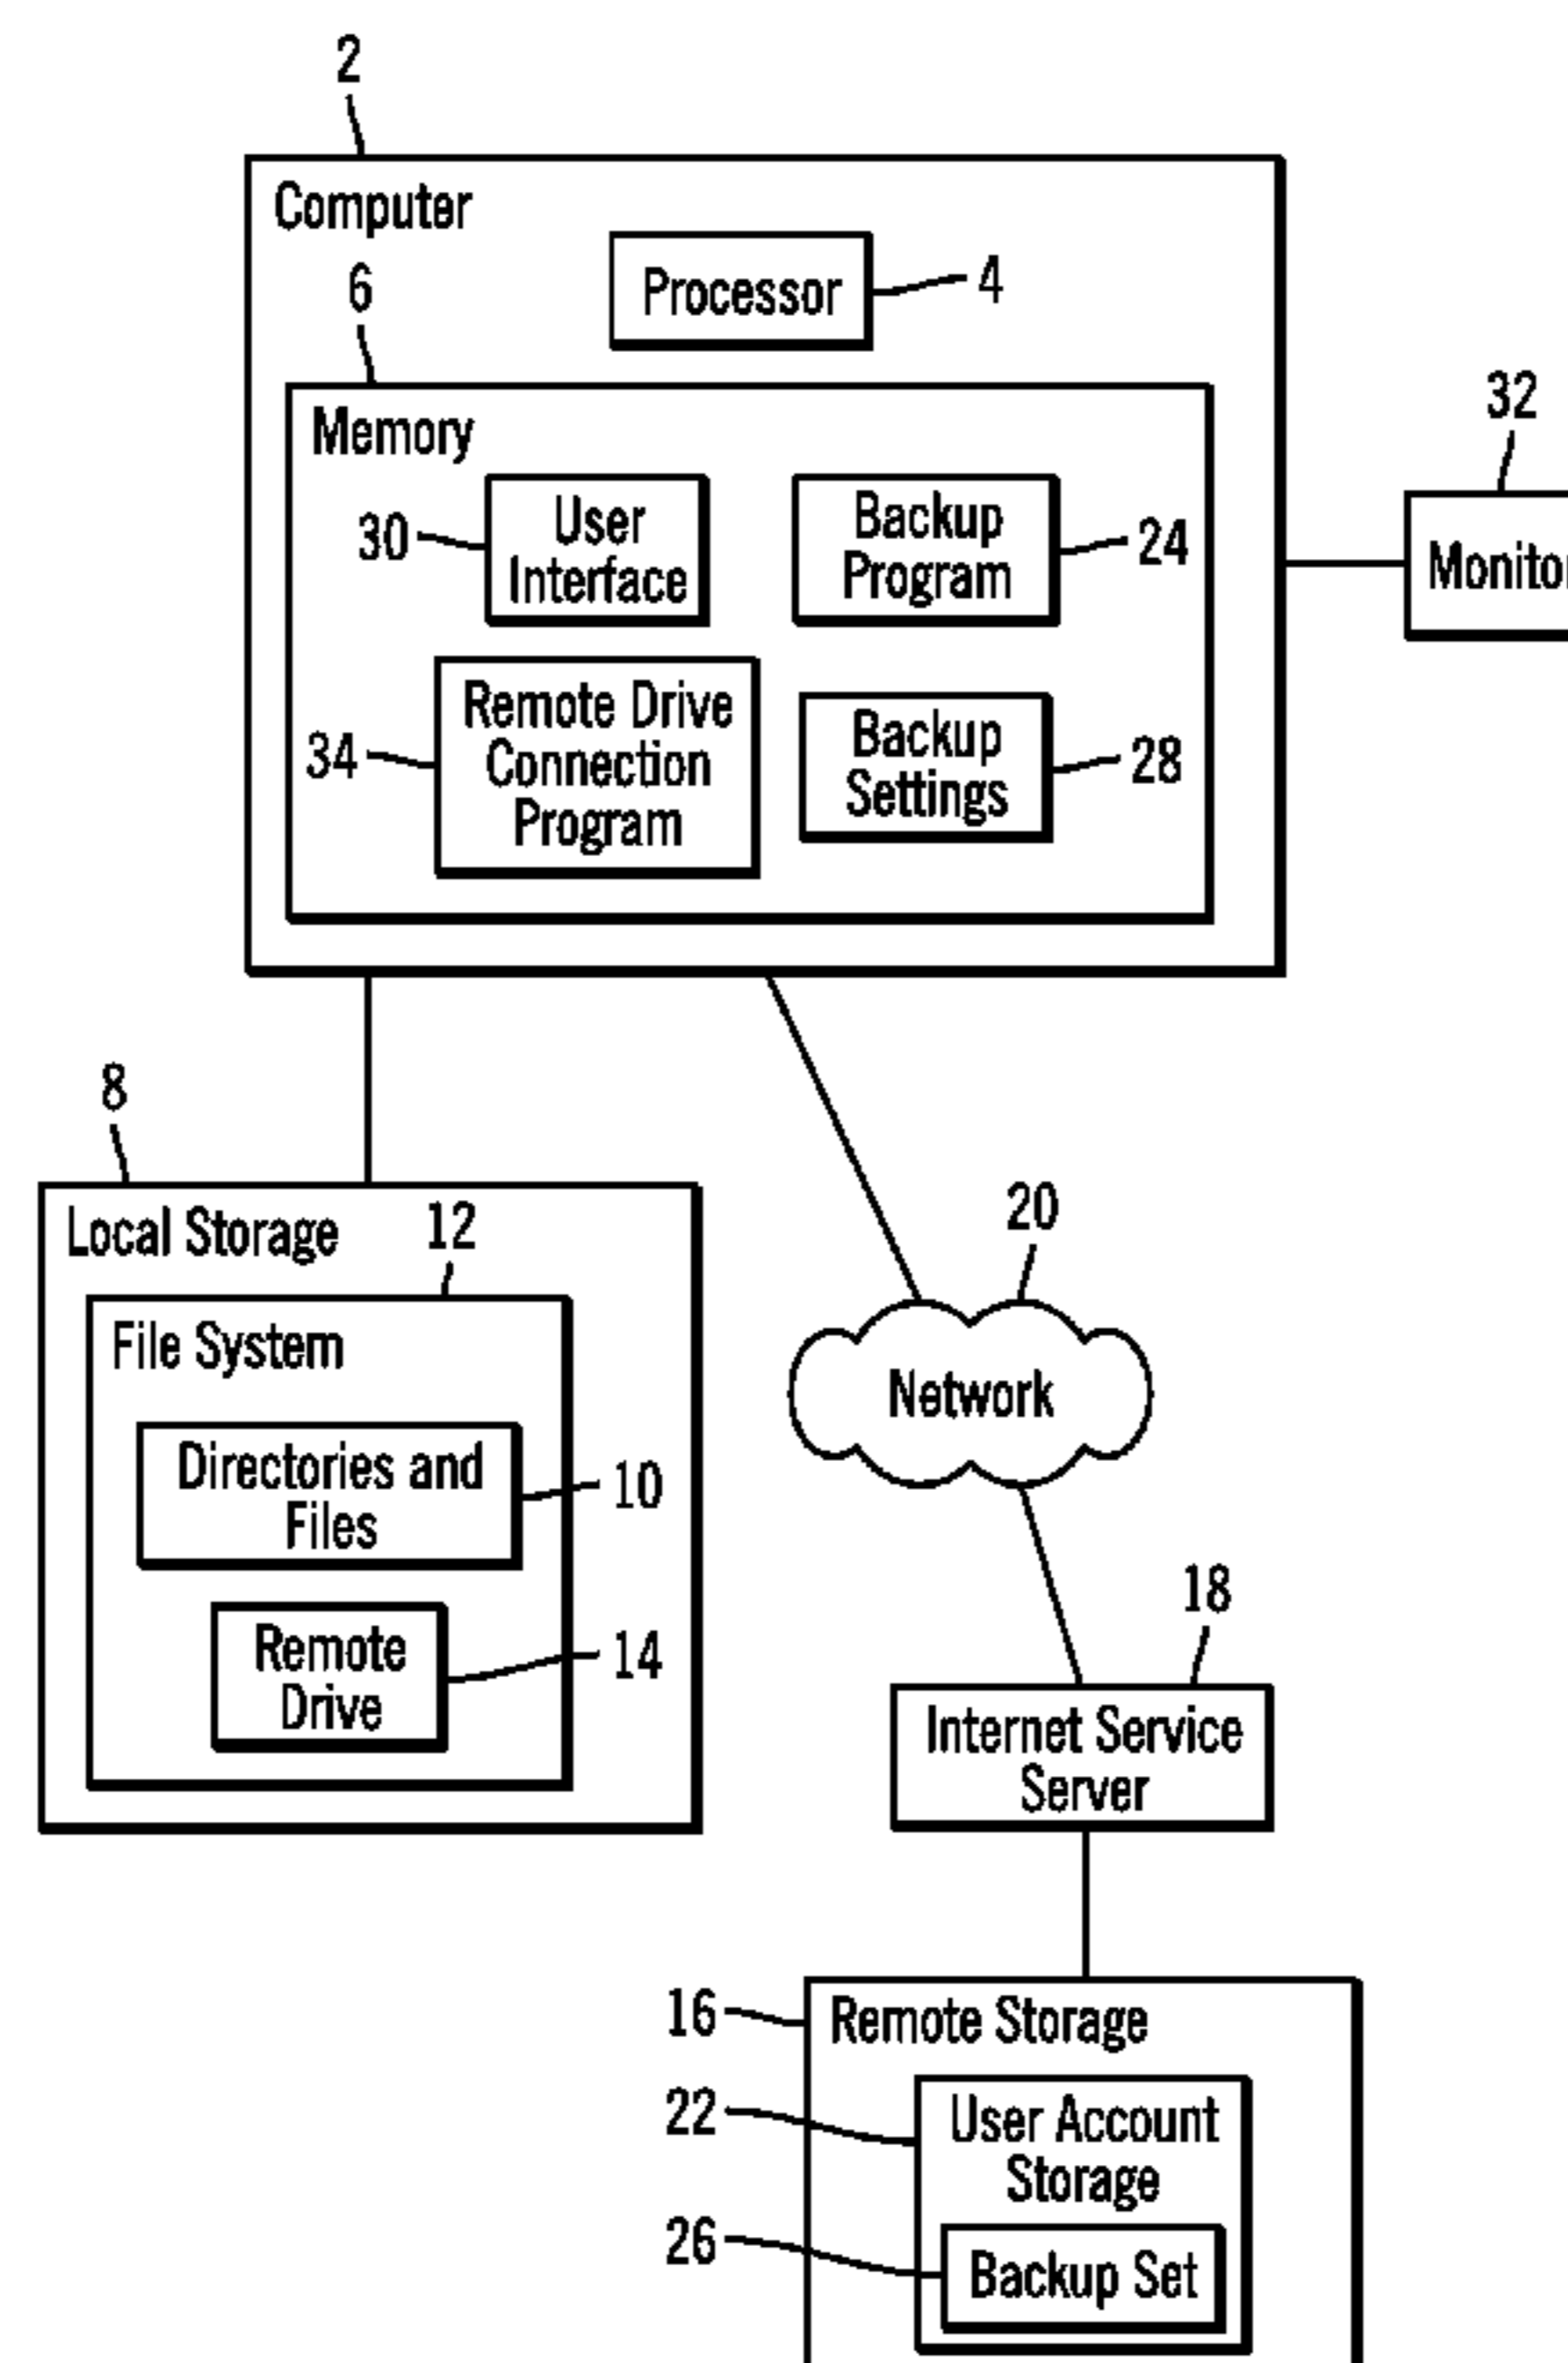 2
Computer
Processor
4
6
Memory
32
User
Interface
30
Backup
Program
24
Monitor
Remote Drive
Connection
Program
34
Backup
Settings
28
8
Local Storage
12
20
File System
Network
Directories and
Files
10
18
Remote
Drive
14
Internet Service
Server
16
Remote Storage
22
User Account
Storage
26
Backup Set